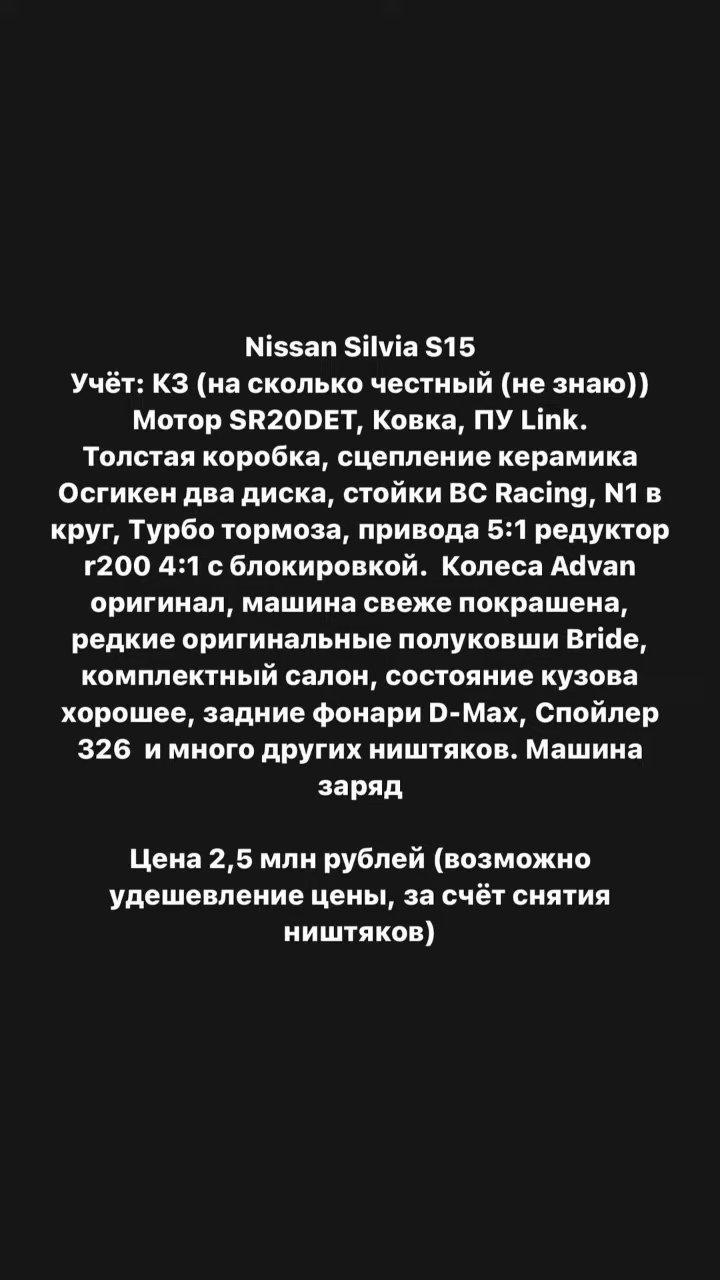 Nissan Silvia S15
Учёт: КЗ (на сколько честный (не знаю))
Мотор SR20DET, Ковка, ПУ Link.
Толстая коробка, сцепление керамика
Осгикен два диска, стойки BC Racing, N1 в
круг, Турбо тормоза, привода 5:1 редуктор
r200 4:1 с блокировкой. Колеса Advan
оригинал, машина свеже покрашена,
редкие оригинальные полуковши Bride,
комплектный салон, состояние кузова
хорошее, задние фонари D-Max, Спойлер
326 и много других ништяков. Машина
заряд
Цена 2,5 млн рублей (возможно
удешевление цены, за счёт снятия
ништяков)